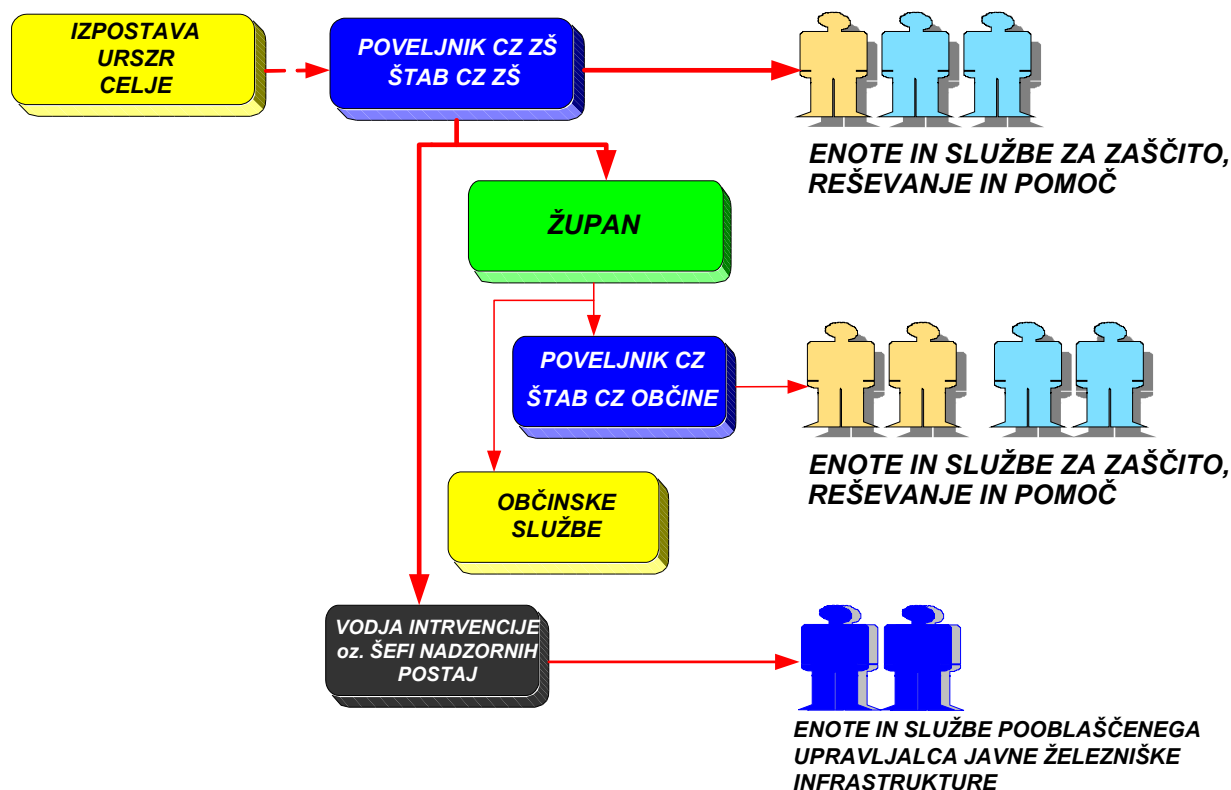 IZPOSTAVA
URSZR
CELJE
POVELJNIK CZ ZŠ
ŠTAB CZ ZŠ
ENOTE IN SLUŽBE ZA ZAŠČITO,
REŠEVANJE IN POMOČ
ŽUPAN
POVELJNIK CZ
ŠTAB CZ OBČINE
ENOTE IN SLUŽBE ZA ZAŠČITO,
REŠEVANJE IN POMOČ
OBČINSKE
SLUŽBE
VODJA INTRVENCIJE
oz. ŠEFI NADZORNIH
POSTAJ
ENOTE IN SLUŽBE POOBLAŠČENEGA
UPRAVLJALCA JAVNE ŽELEZNIŠKE
INFRASTRUKTURE